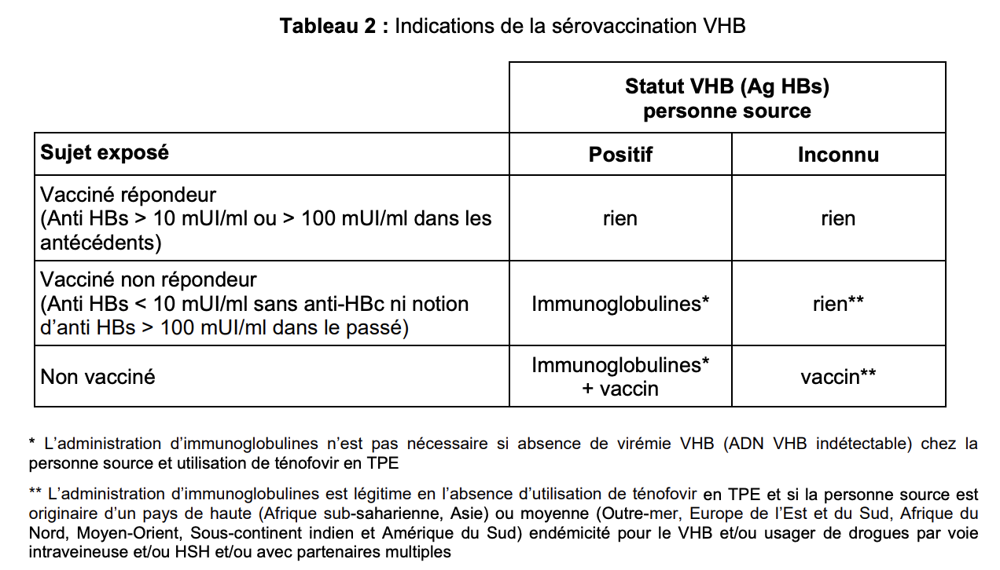 Tableau 2 : Indications de la sérovaccination VHB
Statut VHB (Ag HBs)
personne source
Sujet exposé
Positif
Inconnu
Vacciné répondeur
(Anti HBs > 10 mUI/ml ou > 100 mUI/ml dans les
antécédents)
rien
rien
Vacciné non répondeur
(Anti HBs < 10 mUI/ml sans anti-HBc ni notion
d’anti HBs > 100 mUI/ml dans le passé)
Immunoglobulines*
rien**
Non vacciné
Immunoglobulines*
+ vaccin
vaccin**
* L’administration d’immunoglobulines n’est pas nécessaire si absence de virémie VHB (ADN VHB indétectable) chez la
personne source et utilisation de ténofovir en TPE
** L’administration d’immunoglobulines est légitime en l’absence d’utilisation de ténofovir en TPE et si la personne source est
originaire d’un pays de haute (Afrique sub-saharienne, Asie) ou moyenne (Outre-mer, Europe de l’Est et du Sud, Afrique du
Nord, Moyen-Orient, Sous-continent indien et Amérique du Sud) endémicité pour le VHB et/ou usager de drogues par voie
intraveineuse et/ou HSH et/ou avec partenaires multiples